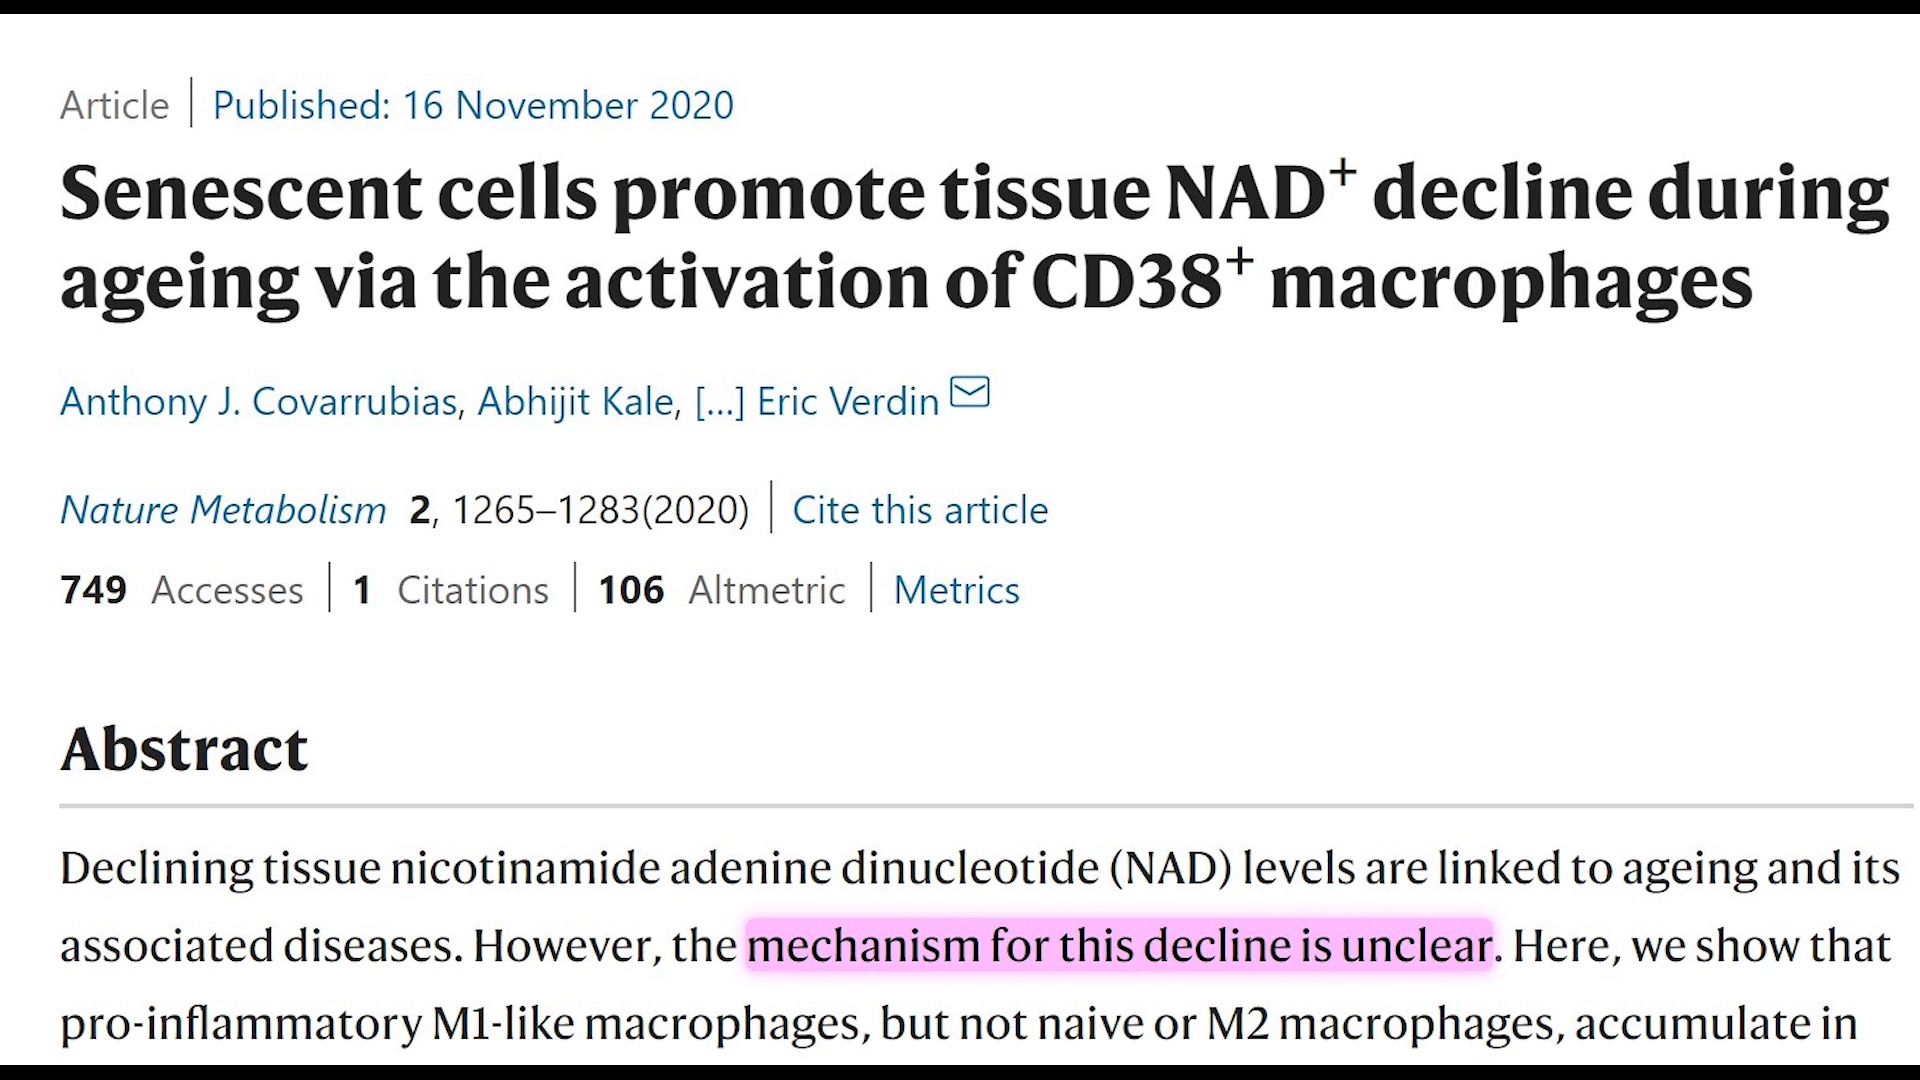 Article | Published: 16 November 2020
Senescent cells promote tissue NAD⁺ decline during
ageing via the activation of CD38⁺ macrophages
Anthony J. Covarrubias, Abhijit Kale, [...] Eric Verdin
Nature Metabolism 2, 1265–1283(2020) | Cite this article
749 Accesses | 1 Citations | 106 Altmetric | Metrics
Abstract
Declining tissue nicotinamide adenine dinucleotide (NAD) levels are linked to ageing and its
associated diseases. However, the mechanism for this decline is unclear. Here, we show that
pro-inflammatory M1-like macrophages, but not naive or M2 macrophages, accumulate in